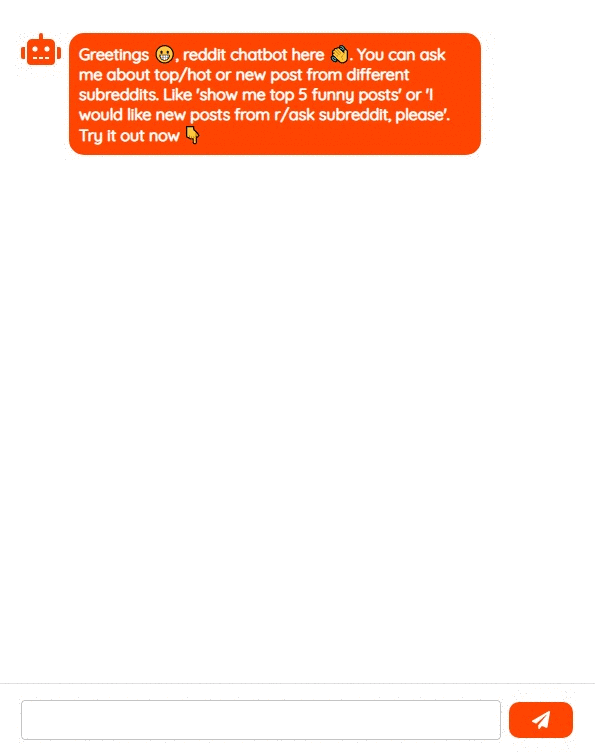 Greetings 😀, reddit chatbot here 👋. You can ask
me about top/hot or new post from different
subreddits. Like 'show me top 5 funny posts' or 'I
would like new posts from r/ask subreddit, please'.
Try it out now 👇